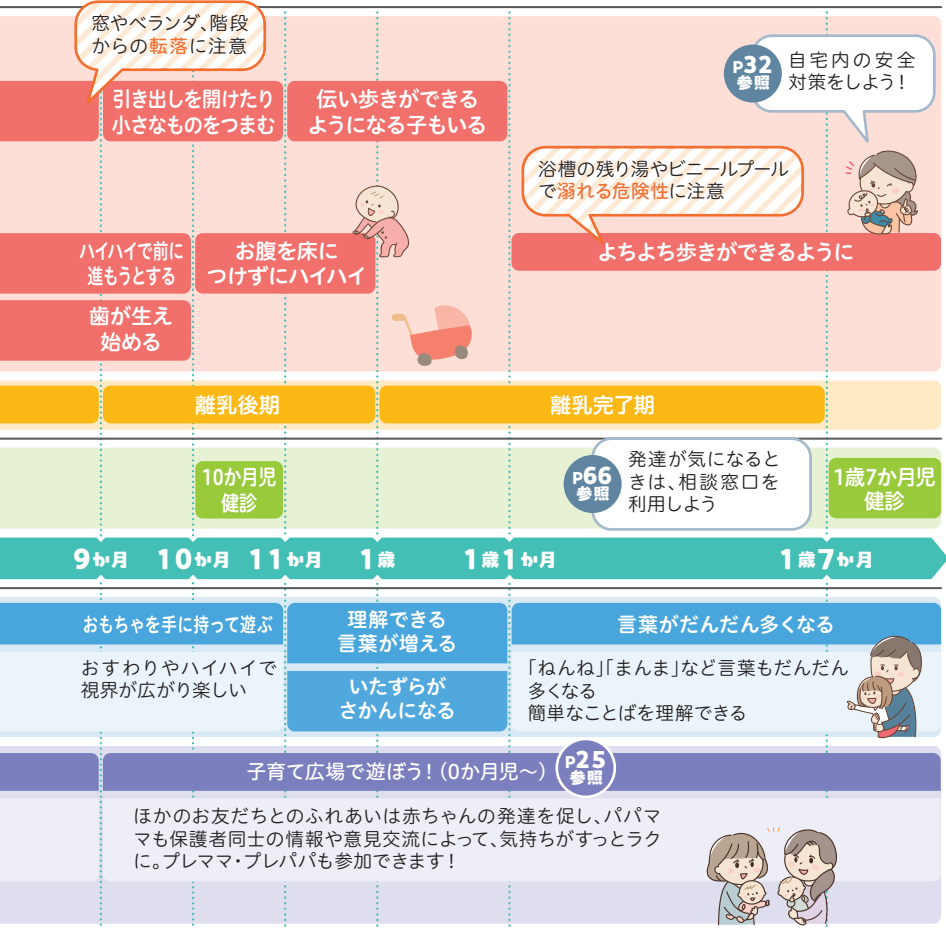 窓やベランダ、階段
からの転落に注意
P32
参照
自宅内の安全
対策をしよう!
引き出しを開けたり
小さなものをつまむ
伝い歩きができる
ようになる子もいる
浴槽の残り湯やビニールプール
で溺れる危険性に注意
ハイハイで前に
進もうとする
お腹を床に
つけずにハイハイ
よちよち歩きができるように
歯が生え
始める
離乳後期
離乳完了期
10か月児
健診
P66
参照
発達が気になると
きは、相談窓口を
利用しよう
1歳7か月児
健診
9か月 10か月 11か月 1歳 1歳1か月 1歳7か月
おもちゃを手に持って遊ぶ
おすわりやハイハイで
視界が広がり楽しい
理解できる
言葉が増える
いたずらが
さかんになる
言葉がだんだん多くなる
「ねんね」「まんま」など言葉もだんだん
多くなる
簡単なことばを理解できる
子育て広場で遊ぼう!(0か月児〜)
P25
参照
ほかのお友だちとのふれあいは赤ちゃんの発達を促し、パパマ
マも保護者同士の情報や意見交流によって、気持ちがすっとラク
に。プレママ・プレパパも参加できます!